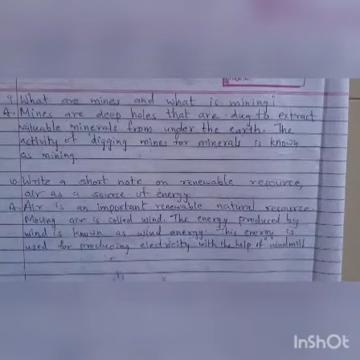 9. What are mines and what is mining?
A. Mines are deep holes that are dug to extract
valuable minerals from under the earth. The
activity of digging mines for minerals is known
as mining.
Write a short note on renewable resource,
air as a source of energy.
A. Air is an important renewable natural resource.
Moving air is called wind. The energy produced by
wind is known as wind energy. This energy is
used for producing electricity with the help of windmill
InShOt